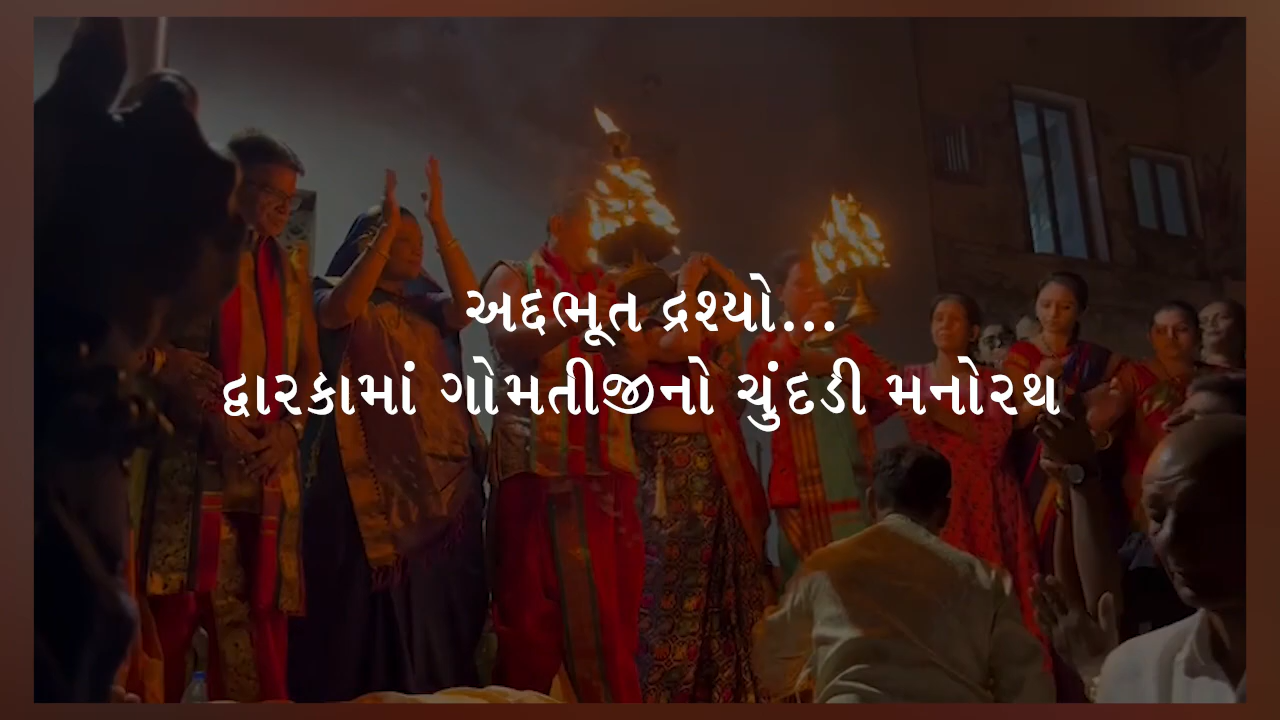 અદ્દભૂત દ્રશ્યો...
દ્વારકામાં ગોમતીજીનો ચુંદડી મનોરથ